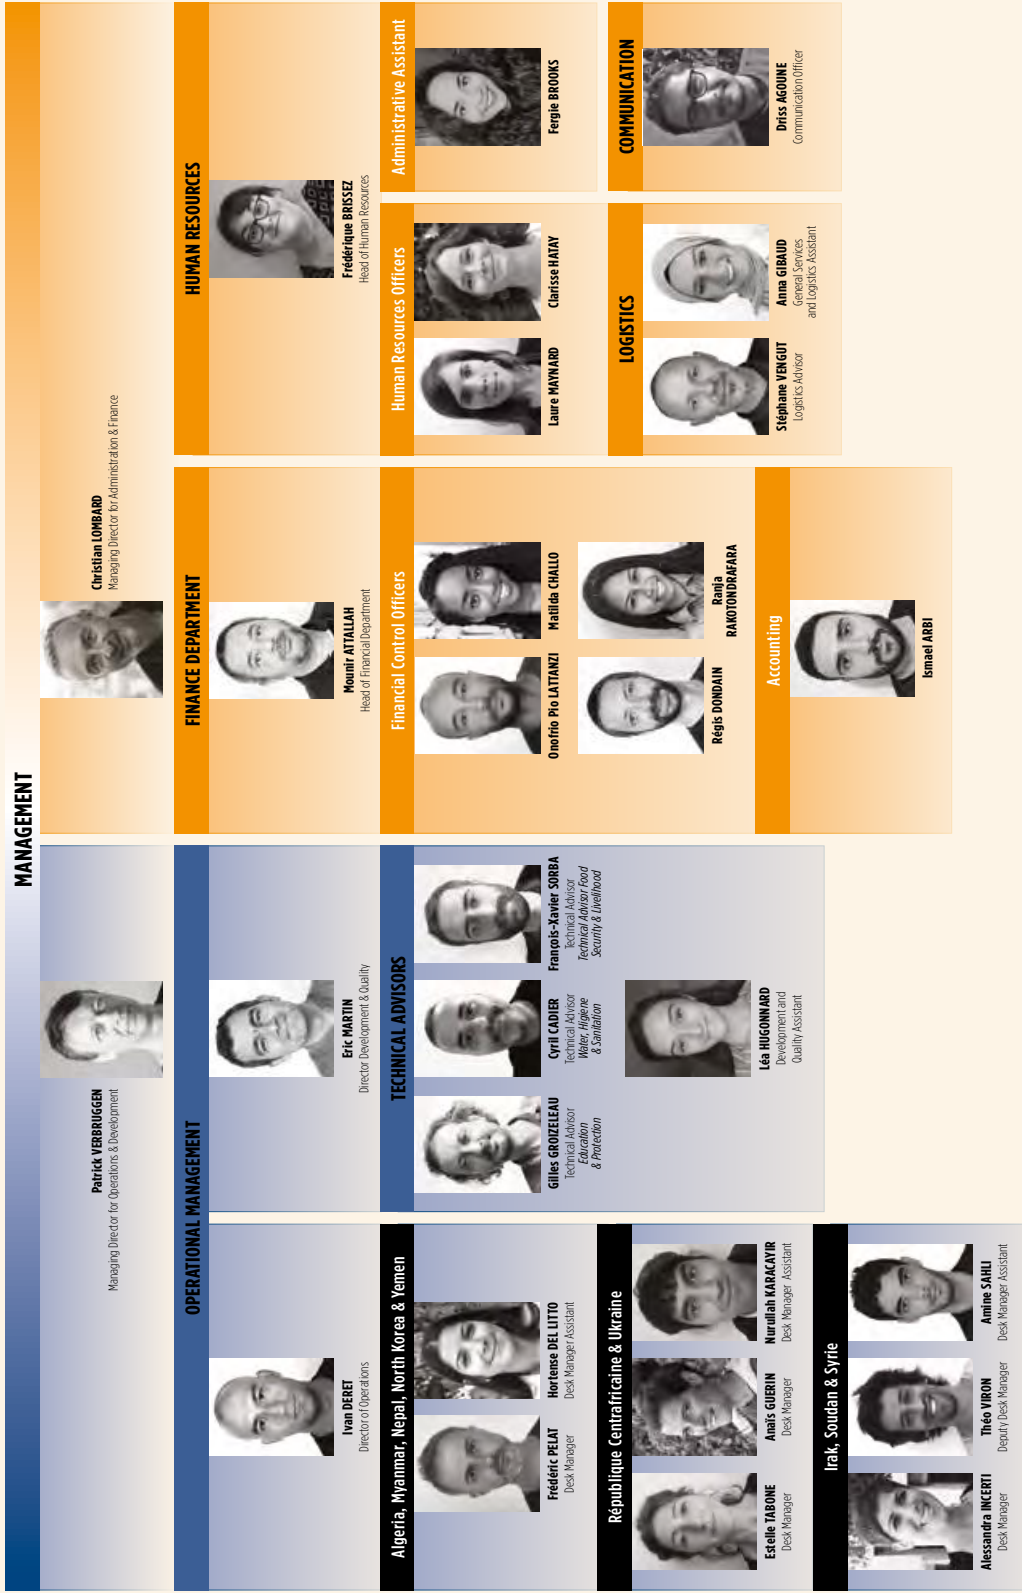 MANAGEMENT
Patrick VERBRUGGEN
Managing Director for Operations & Development
Christian LOMBARD
Managing Director for Administration & Finance
OPERATIONAL MANAGEMENT
Ivan DERET
Director of Operations
Eric MARTIN
Director Development & Quality
Algeria, Myanmar, Nepal, North Korea & Yemen
Frédéric PELAT
Desk Manager
Hortense DEL LITTO
Desk Manager Assistant
République Centrafricaine & Ukraine
Estelle TABONE
Desk Manager
Anaïs GUERIN
Desk Manager
Nurullah KARACAYIR
Desk Manager Assistant
Irak, Soudan & Syrie
Alessandra INCERTI
Desk Manager
Théo VIRON
Deputy Desk Manager
Amine SAHLI
Desk Manager Assistant
TECHNICAL ADVISORS
Gilles GROIZELEAU
Technical Advisor
Education
& Protection
Cyril CADIER
Technical Advisor
Water, Higiene
& Sanitation
François-Xavier SORBA
Technical Advisor
Technical Advisor Food
Security & Livelihood
Léa HUGONNARD
Development and
Quality Assistant
FINANCE DEPARTMENT
Mounir ATTALLAH
Head of Financial Department
Financial Control Officers
Onofrio Pio LATTANZI
Matilda CHALLO
Régis DONDAIN
Ranja
RAKOTONDRAFARA
Accounting
Ismael ARBI
HUMAN RESOURCES
Frédérique BRISSEZ
Head of Human Resources
Human Resources Officers
Laure MAYNARD
Clarisse HATAY
Administrative Assistant
Fergie BROOKS
LOGISTICS
Stéphane VENGUT
Logistics Advisor
Anna GIBAUD
General Services
and Logistics Assistant
COMMUNICATION
Driss AGOUNE
Communication Officer